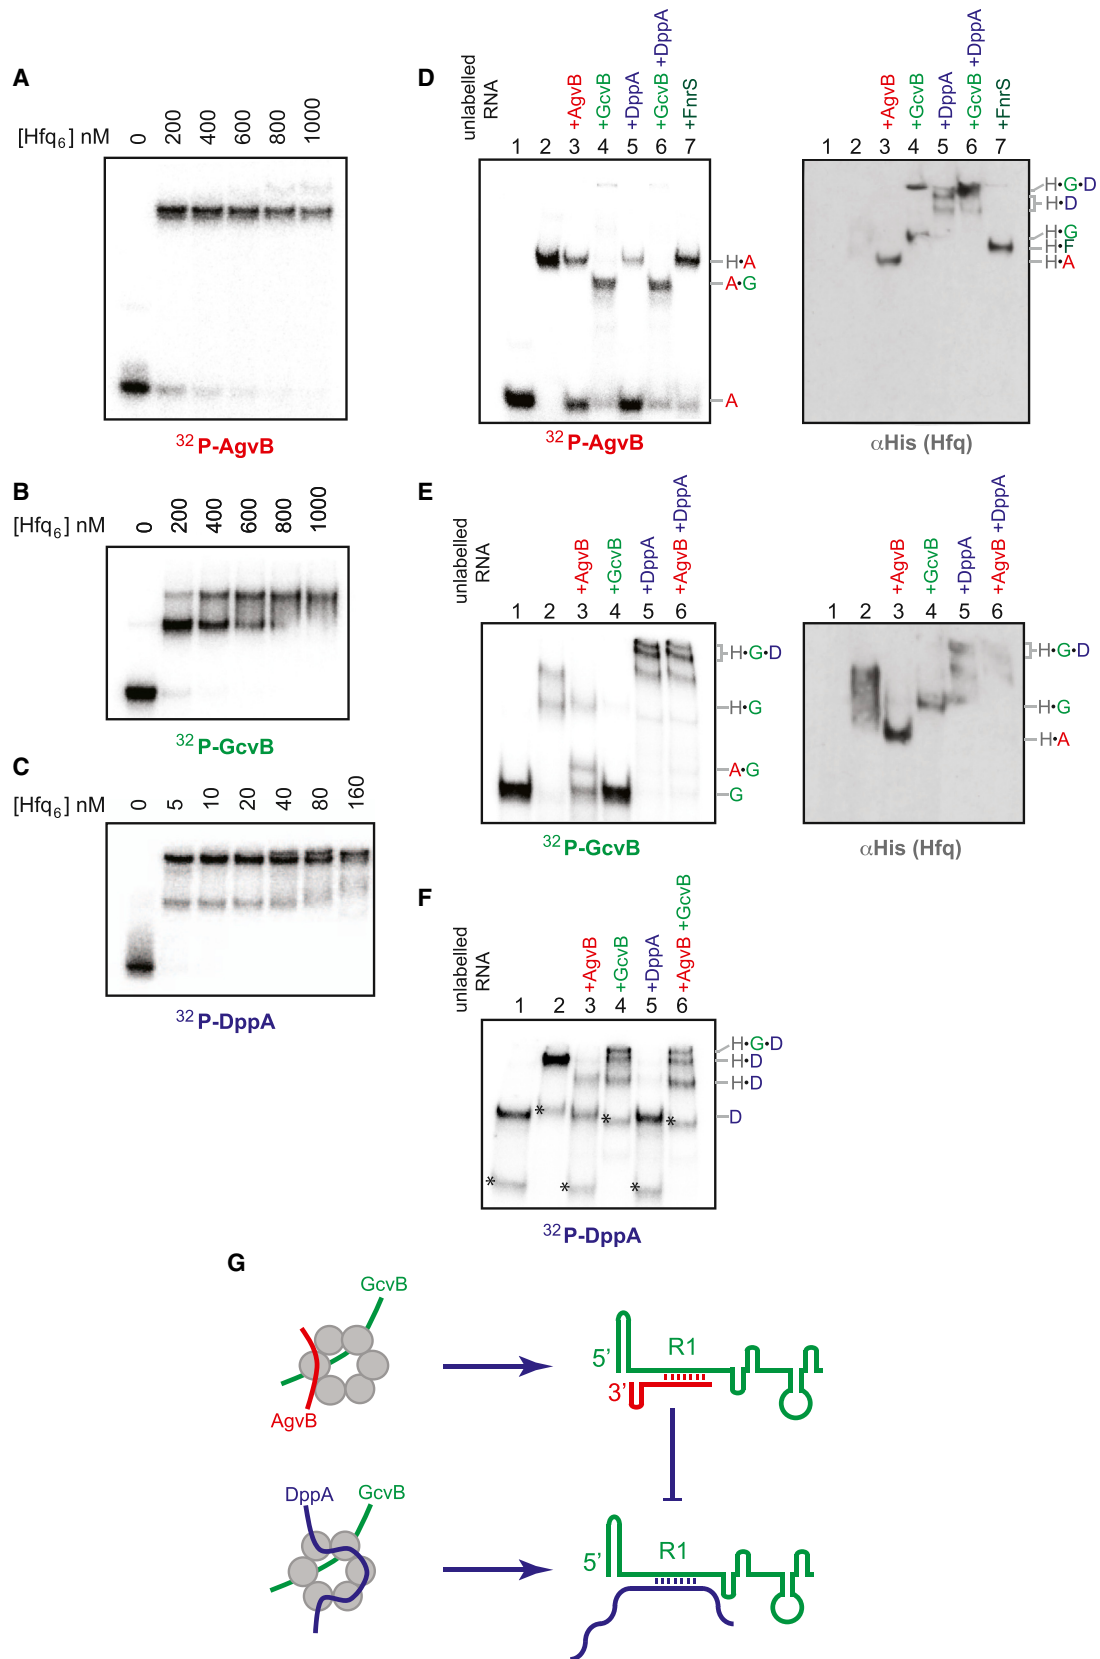 A
[Hfq6] nM
0 200 400 600 800 1000
32P-AgvB
B
[Hfq6] nM
0 200 400 600 800 1000
32P-GcvB
C
[Hfq6] nM
0 5 10 20 40 80 160
32P-DppA
D
unlabelled
RNA
+AgvB +GcvB +DppA +GcvB +DppA +FnrS
1 2 3 4 5 6 7
H•A
A•G
A
32P-AgvB
+AgvB +GcvB +DppA +GcvB +DppA +FnrS
1 2 3 4 5 6 7
H•G•D
H•D
H•G
H•F
H•A
αHis (Hfq)
E
unlabelled
RNA
+AgvB +GcvB +DppA +AgvB +DppA
1 2 3 4 5 6
H•G•D
H•G
A•G
G
32P-GcvB
+AgvB +GcvB +DppA +AgvB +DppA
1 2 3 4 5 6
H•G•D
H•G
H•A
αHis (Hfq)
F
unlabelled
RNA
+AgvB +GcvB +DppA +AgvB +GcvB
1 2 3 4 5 6
H•G•D
H•D
H•D
D
* * * * * *
32P-DppA
G
GcvB
AgvB
5' R1
3'
DppA GcvB
5' R1